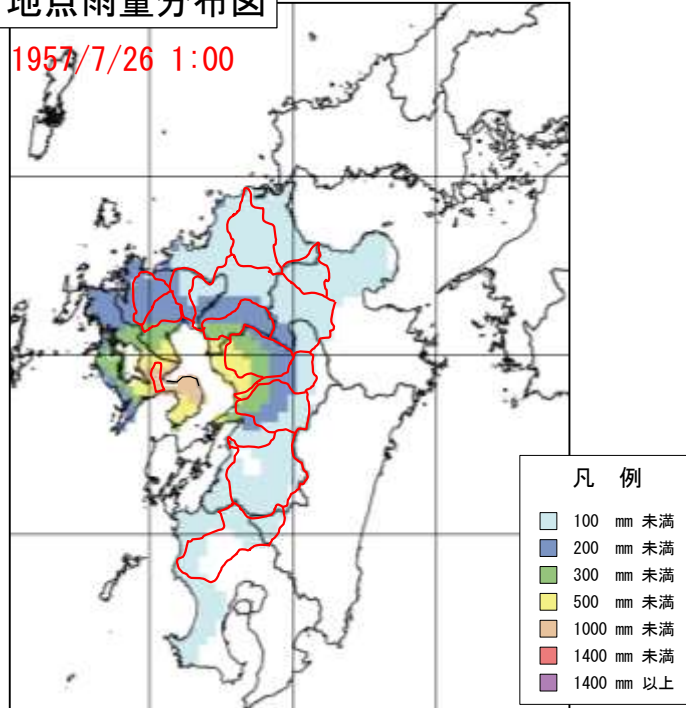 地点雨量分布図
1957/7/26 1:00
凡 例
100 mm 未満
200 mm 未満
300 mm 未満
500 mm 未満
1000 mm 未満
1400 mm 未満
1400 mm 以上